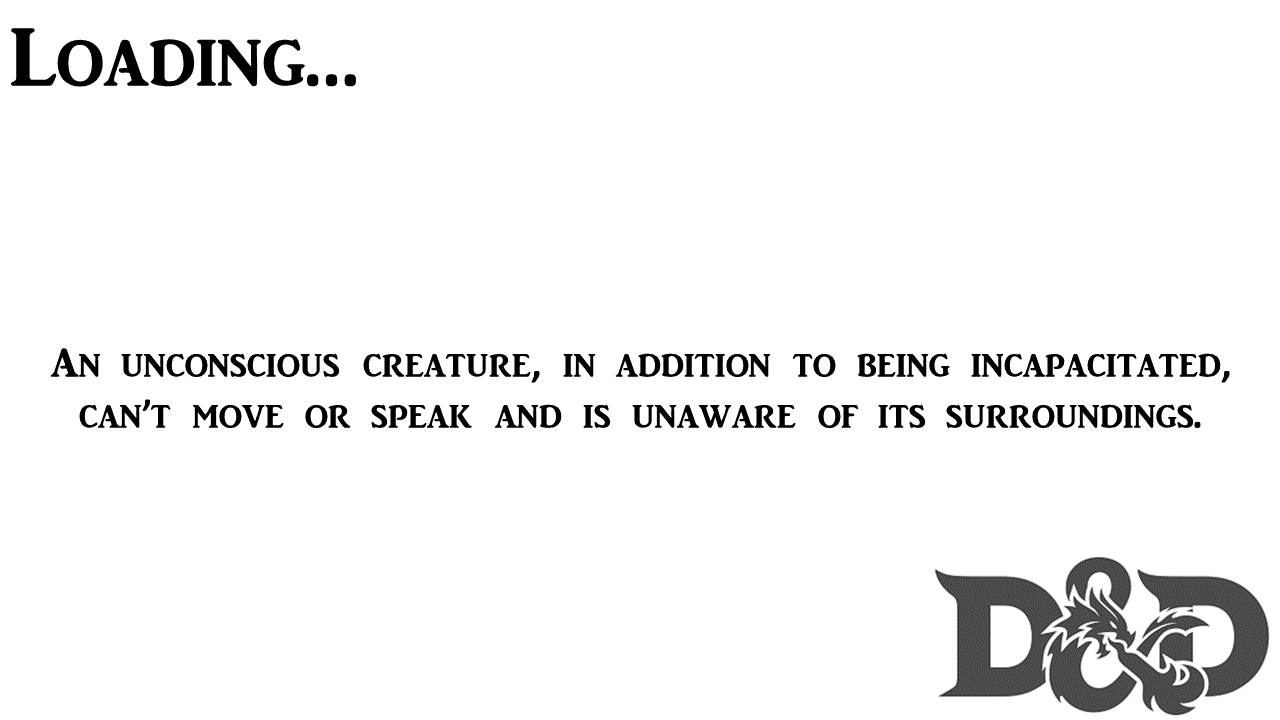 Loading...
An unconscious creature, in addition to being incapacitated,
can't move or speak and is unaware of its surroundings.
D&D